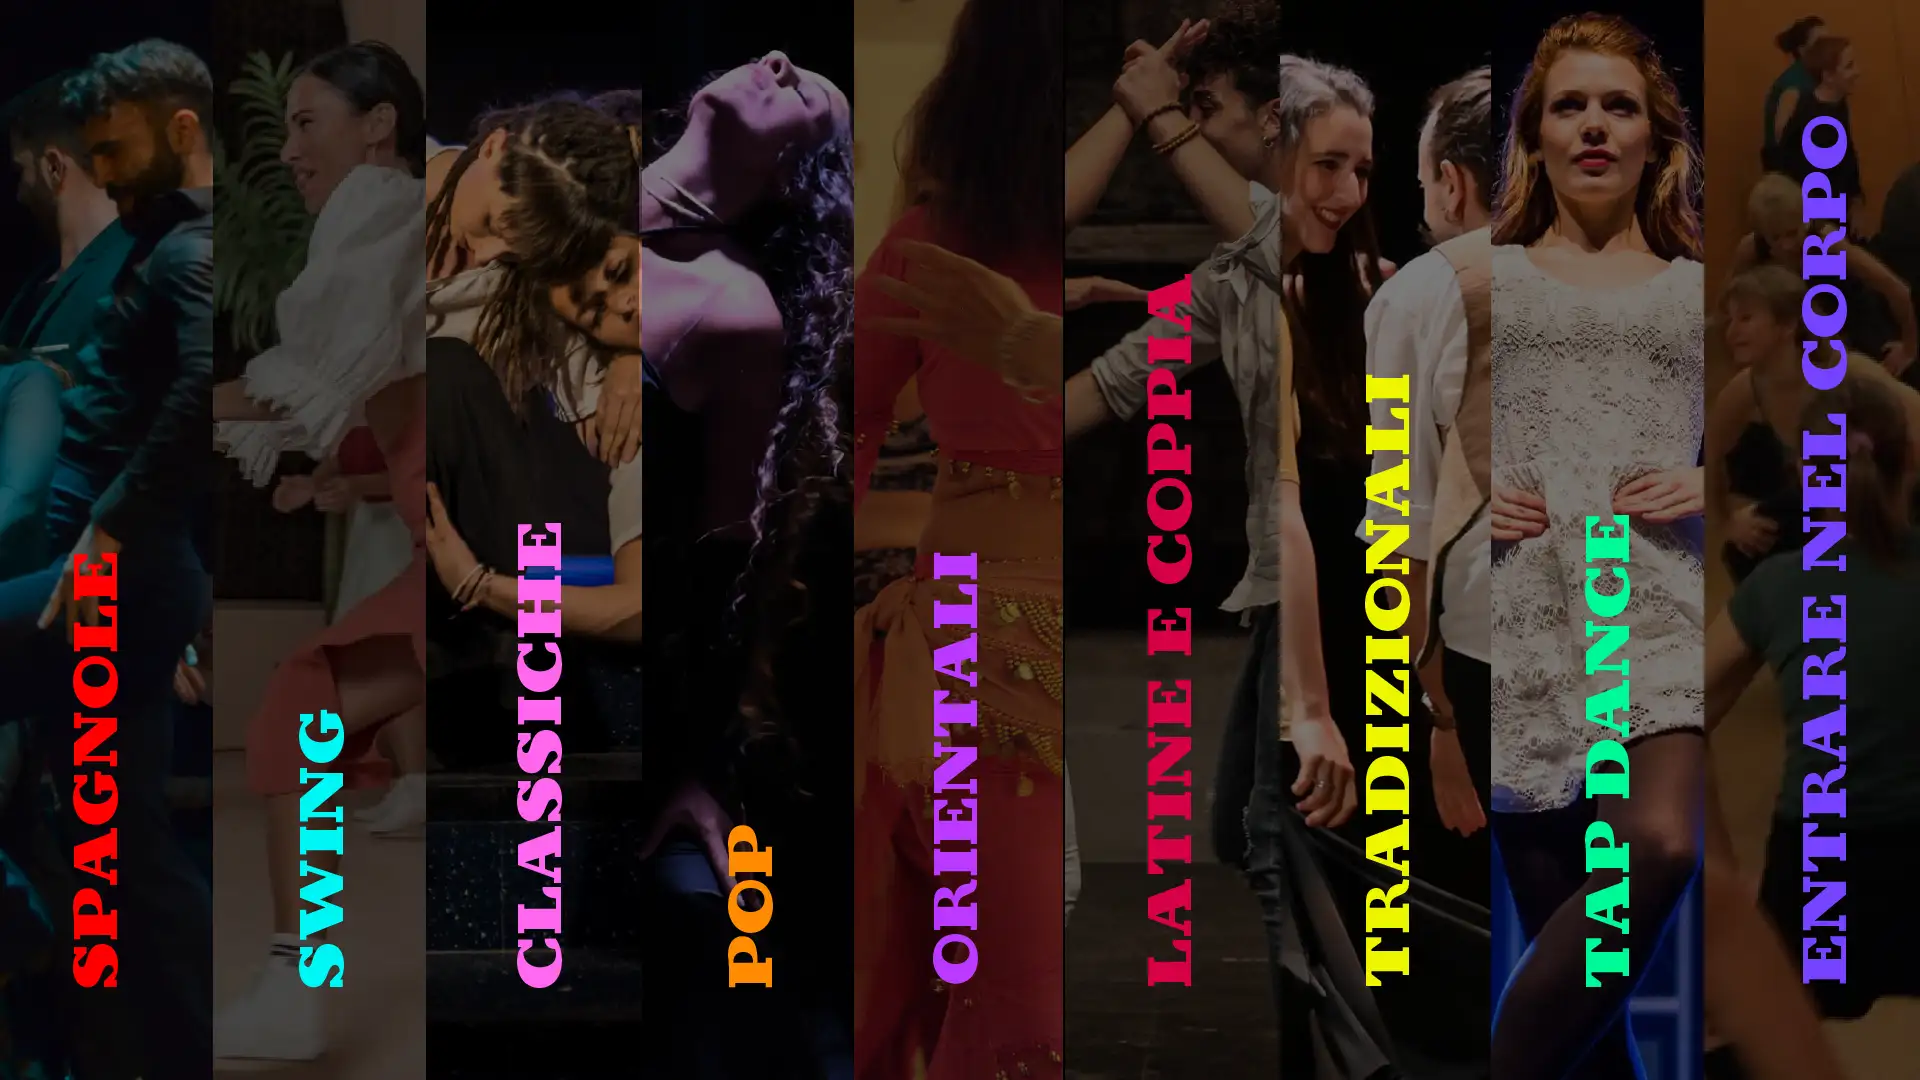 SPAGNOLE
SWING
CLASSICHE
POP
ORIENTALI
LATINE E COPPIA
TRADIZIONALI
TAP DANCE
ENTRARE NEL CORPO